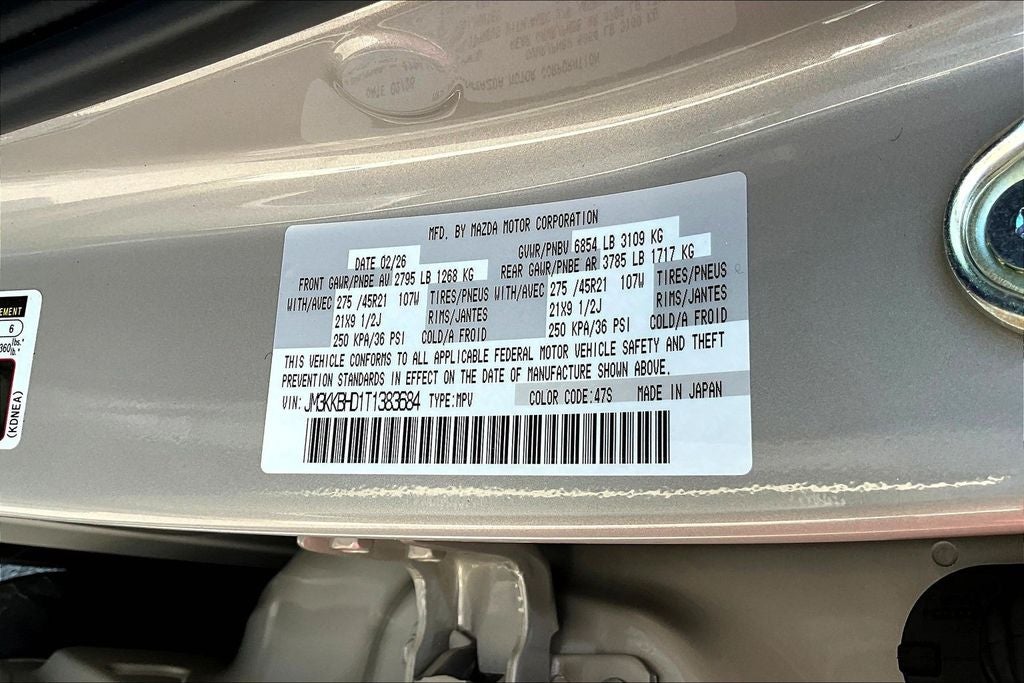 MFD. BY MAZDA MOTOR CORPORATION
DATE 02/26 GVWR/PNBV 6854 LB 3109 KG
FRONT GAWR/PNBE AV 2795 LB 1268 KG REAR GAWR/PNBE AR 3785 LB 1717 KG
WITH/AVEC 275 /45R21 107W TIRES/PNEUS WITH/AVEC 275 /45R21 107W TIRES/PNEUS
21X9 1/2J RIMS/JANTES 21X9 1/2J RIMS/JANTES
250 KPA/36 PSI COLD/A FROID 250 KPA/36 PSI COLD/A FROID
THIS VEHICLE CONFORMS TO ALL APPLICABLE FEDERAL MOTOR VEHICLE SAFETY AND THEFT
PREVENTION STANDARDS IN EFFECT ON THE DATE OF MANUFACTURE SHOWN ABOVE.
VIN: JM3KKBHD1T1383684 TYPE:MPV COLOR CODE:47S MADE IN JAPAN
EMENT
6
360 lbs.
(KDNEA)